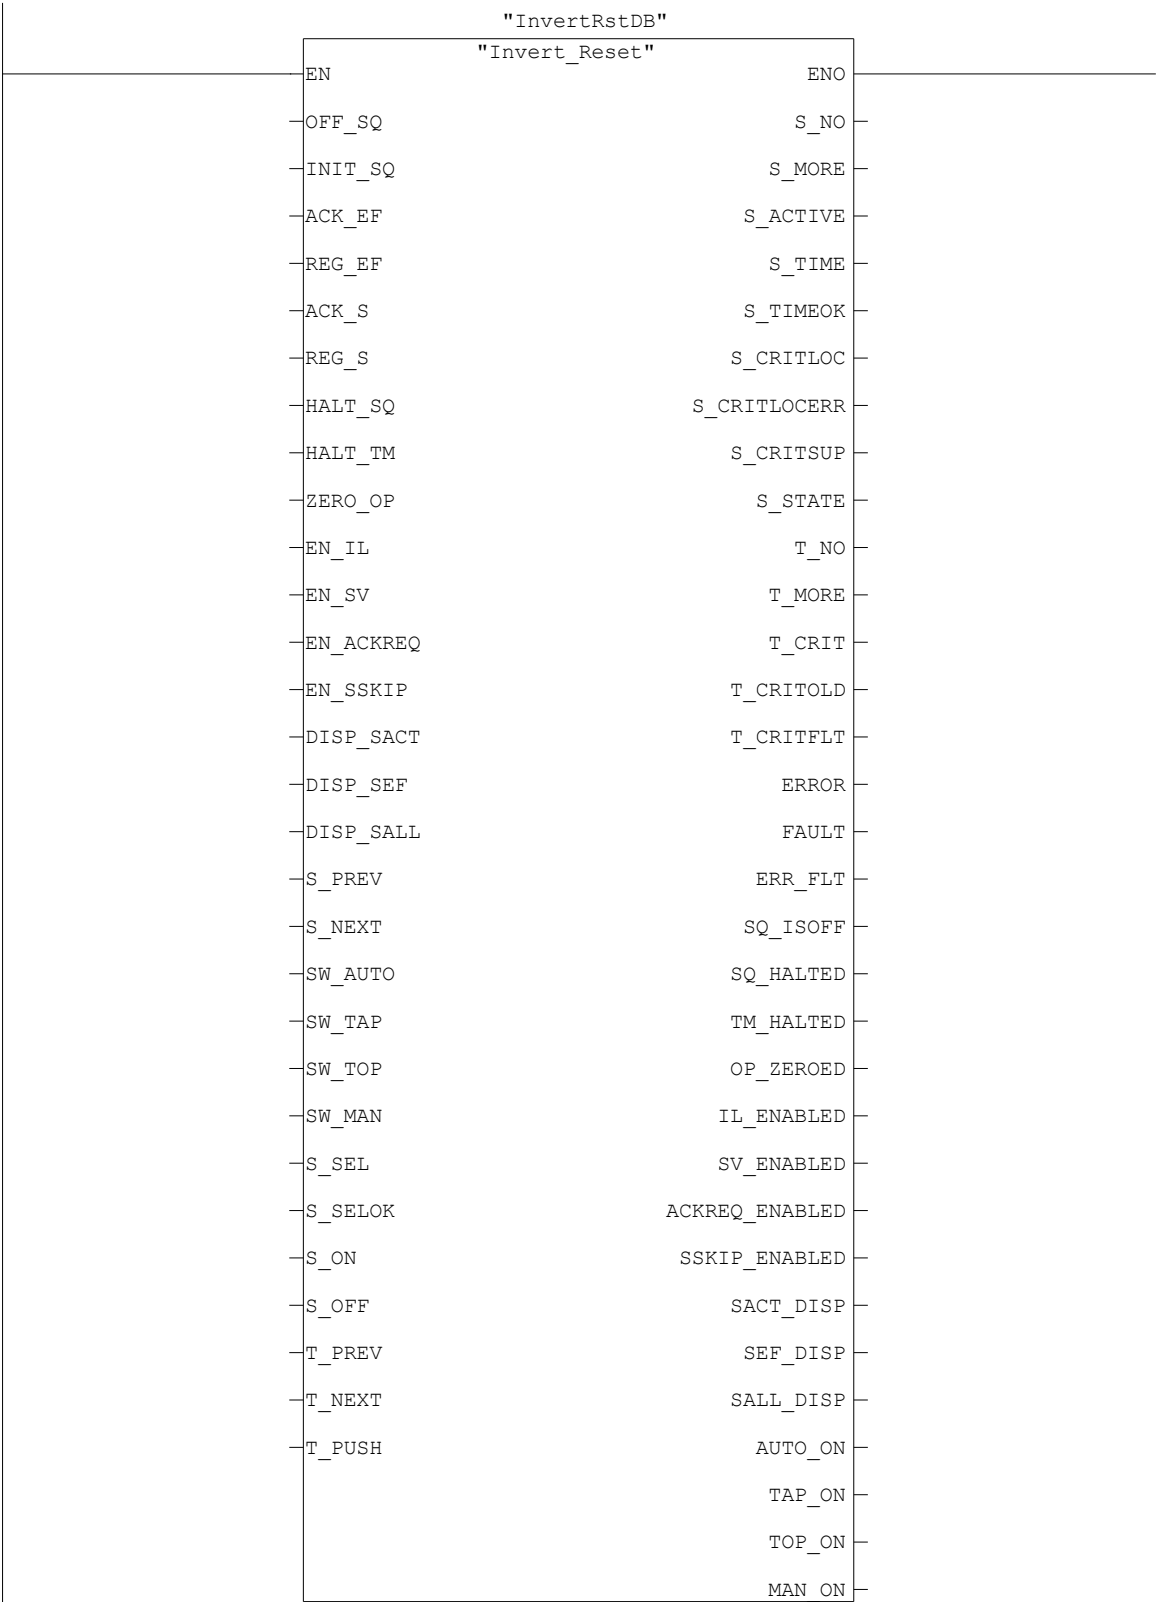 "InvertRstDB"
"Invert_Reset"
EN ENO
OFF_SQ S_NO
INIT_SQ S_MORE
ACK_EF S_ACTIVE
REG_EF S_TIME
ACK_S S_TIMEOK
REG_S S_CRITLOC
HALT_SQ S_CRITLOCERR
HALT_TM S_CRITSUP
ZERO_OP S_STATE
EN_IL T_NO
EN_SV T_MORE
EN_ACKREQ T_CRIT
EN_SSKIP T_CRITOLD
DISP_SACT T_CRITFLT
DISP_SEF ERROR
DISP_SALL FAULT
S_PREV ERR_FLT
S_NEXT SQ_ISOFF
SW_AUTO SQ_HALTED
SW_TAP TM_HALTED
SW_TOP OP_ZEROED
SW_MAN IL_ENABLED
S_SEL SV_ENABLED
S_SELOK ACKREQ_ENABLED
S_ON SSKIP_ENABLED
S_OFF SACT_DISP
T_PREV SEF_DISP
T_NEXT SALL_DISP
T_PUSH AUTO_ON
TAP_ON
TOP_ON
MAN_ON